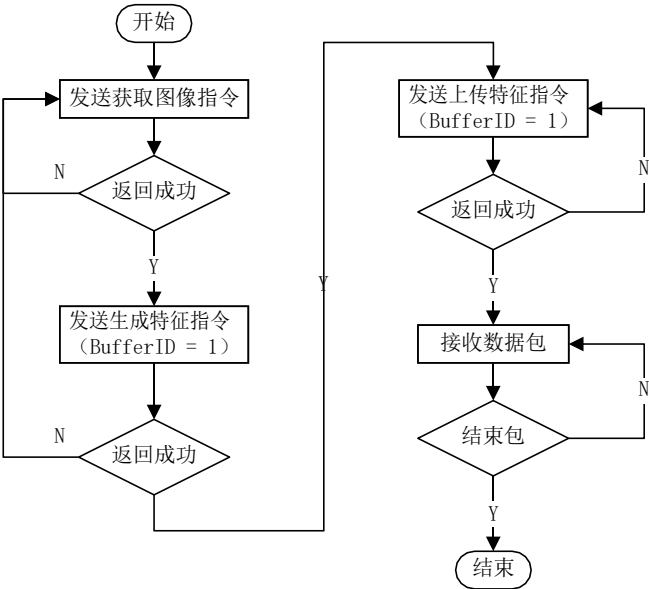 开始
发送获取图像指令
N
返回成功
Y
发送生成特征指令
（BufferID = 1）
N
返回成功
Y
发送上传特征指令
（BufferID = 1）
N
返回成功
Y
接收数据包
N
结束包
Y
结束